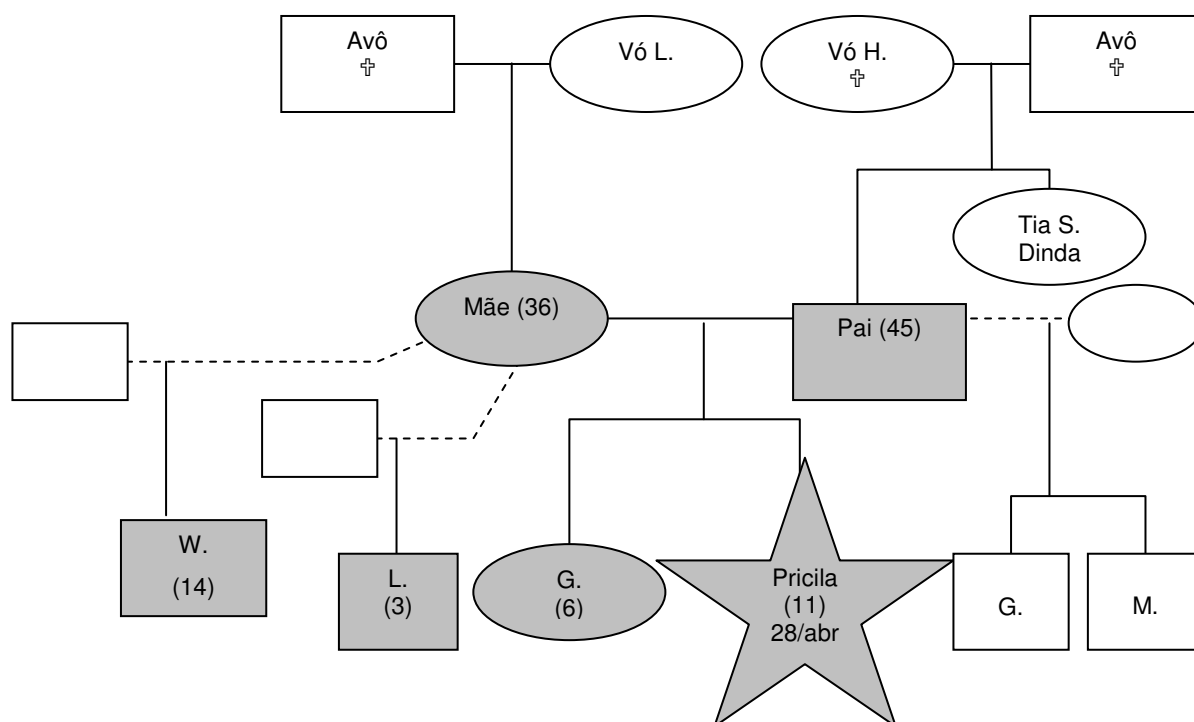 Avô
✞
Vó L.
Vó H.
✞
Avô
✞
Tia S.
Dinda
Mãe (36)
Pai (45)
W.
(14)
L.
(3)
G.
(6)
Pricila
(11)
28/abr
G.
M.